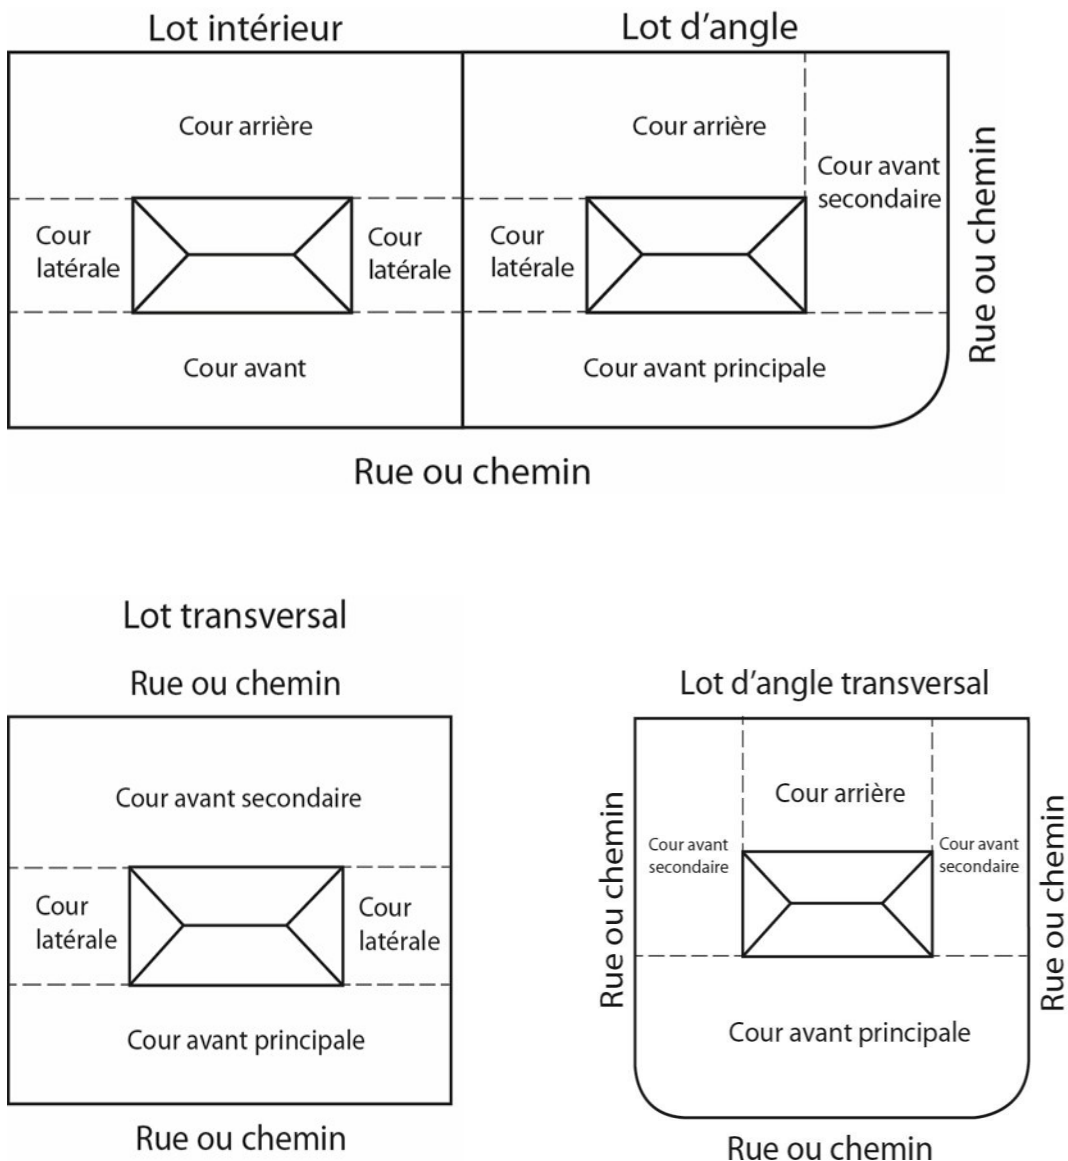 Lot intérieur
Lot d'angle
Cour arrière
Cour arrière
Cour avant
secondaire
Rue ou chemin
Cour
latérale
Cour
latérale
Cour
latérale
Cour avant
Cour avant principale
Rue ou chemin
Lot transversal
Rue ou chemin
Cour avant secondaire
Cour
latérale
Cour
latérale
Cour avant principale
Rue ou chemin
Lot d'angle transversal
Rue ou chemin
Cour arrière
Cour avant
secondaire
Cour avant
secondaire
Rue ou chemin
Cour avant principale
Rue ou chemin